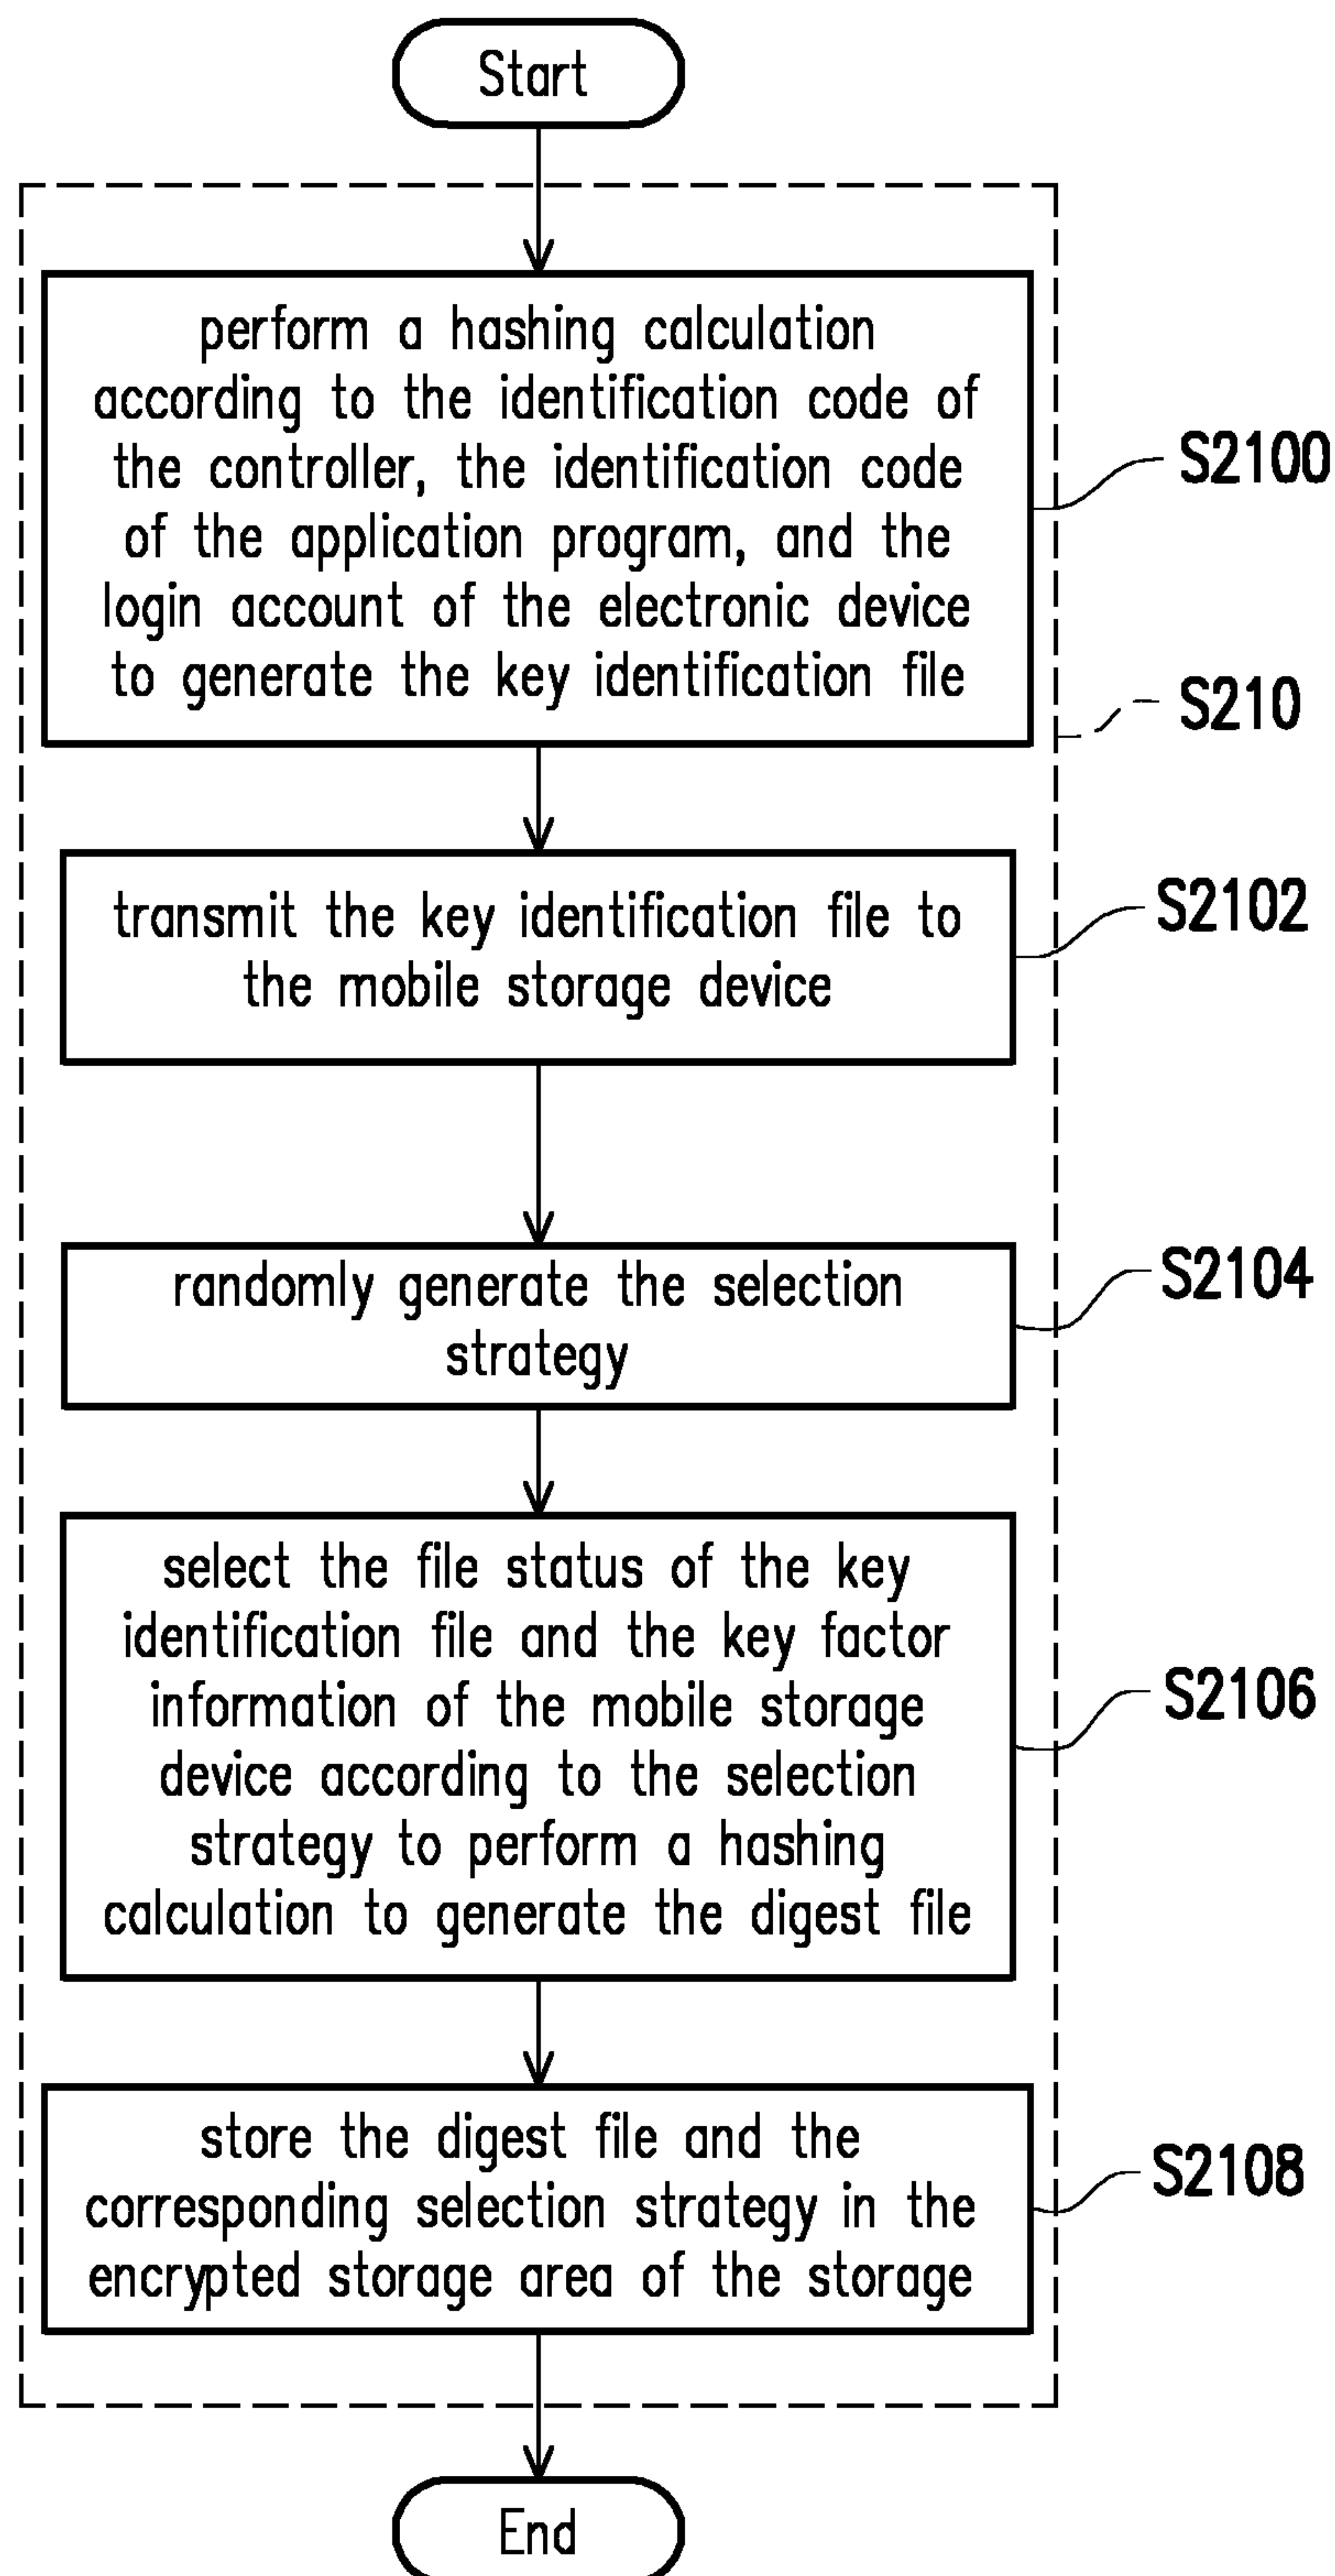 Start
perform a hashing calculation
according to the identification code of
the controller, the identification code
of the application program, and the
login account of the electronic device
to generate the key identification file
S2100
S210
transmit the key identification file to
the mobile storage device
S2102
randomly generate the selection
strategy
S2104
select the file status of the key
identification file and the key factor
information of the mobile storage
device according to the selection
strategy to perform a hashing
calculation to generate the digest file
S2106
store the digest file and the
corresponding selection strategy in the
encrypted storage area of the storage
S2108
End